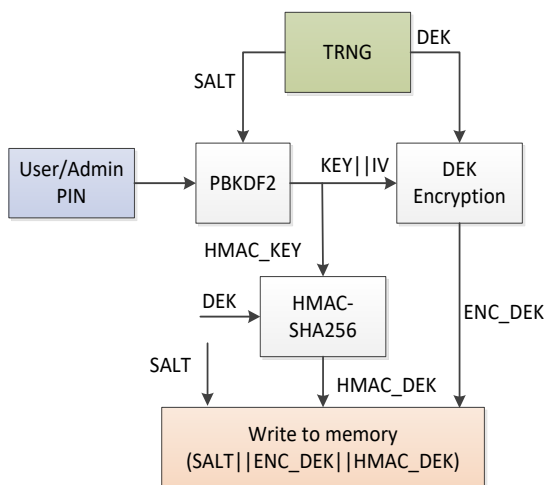 TRNG
DEK
SALT
User/Admin
PIN
PBKDF2
KEY||IV
DEK
Encryption
HMAC_KEY
DEK
HMAC-
SHA256
ENC_DEK
SALT
HMAC_DEK
Write to memory
(SALT||ENC_DEK||HMAC_DEK)